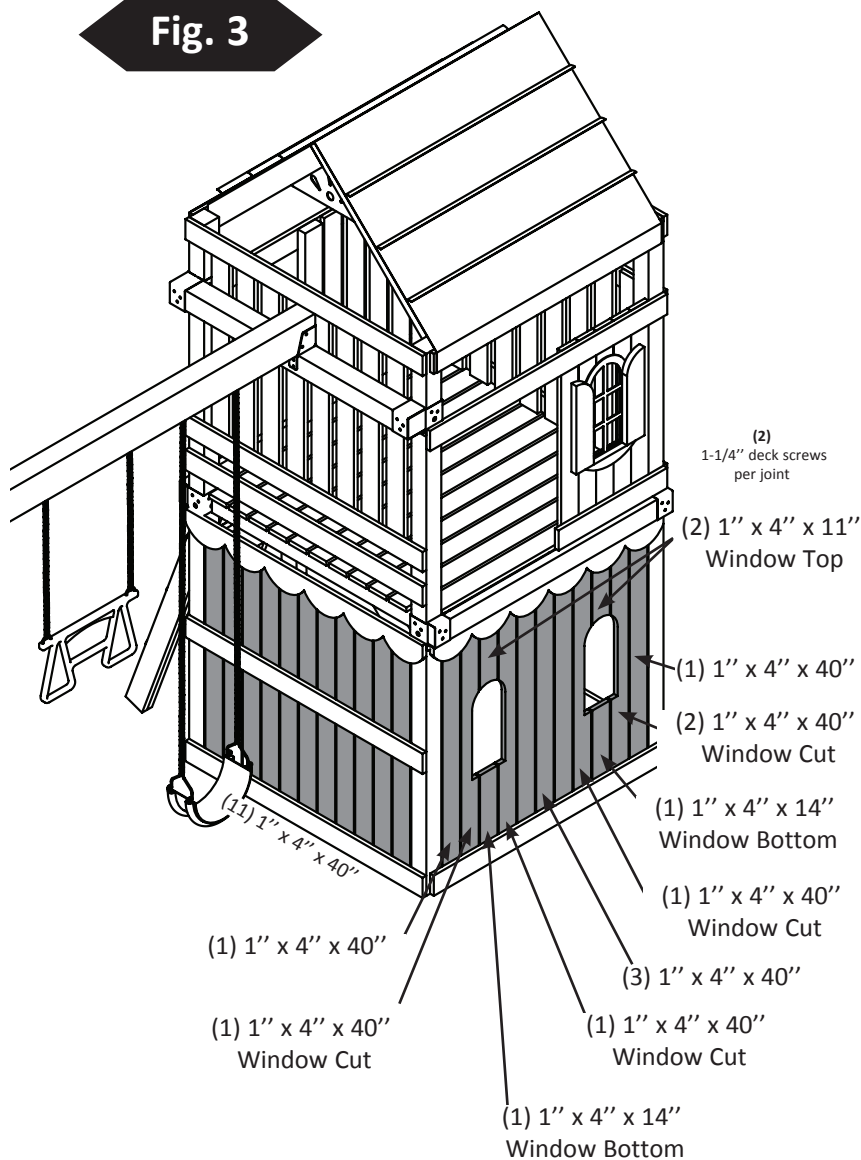 Fig. 3
(2)
1-1/4’’ deck screws
per joint
(2) 1’’ x 4’’ x 11’’
Window Top
(1) 1’’ x 4’’ x 40’’
(2) 1’’ x 4’’ x 40’’
Window Cut
(1) 1’’ x 4’’ x 14’’
Window Bottom
(1) 1’’ x 4’’ x 40’’
Window Cut
(3) 1’’ x 4’’ x 40’’
(11) 1’’ x 4’’ x 40’’
(1) 1’’ x 4’’ x 40’’
(1) 1’’ x 4’’ x 40’’
Window Cut
(1) 1’’ x 4’’ x 40’’
Window Cut
(1) 1’’ x 4’’ x 14’’
Window Bottom